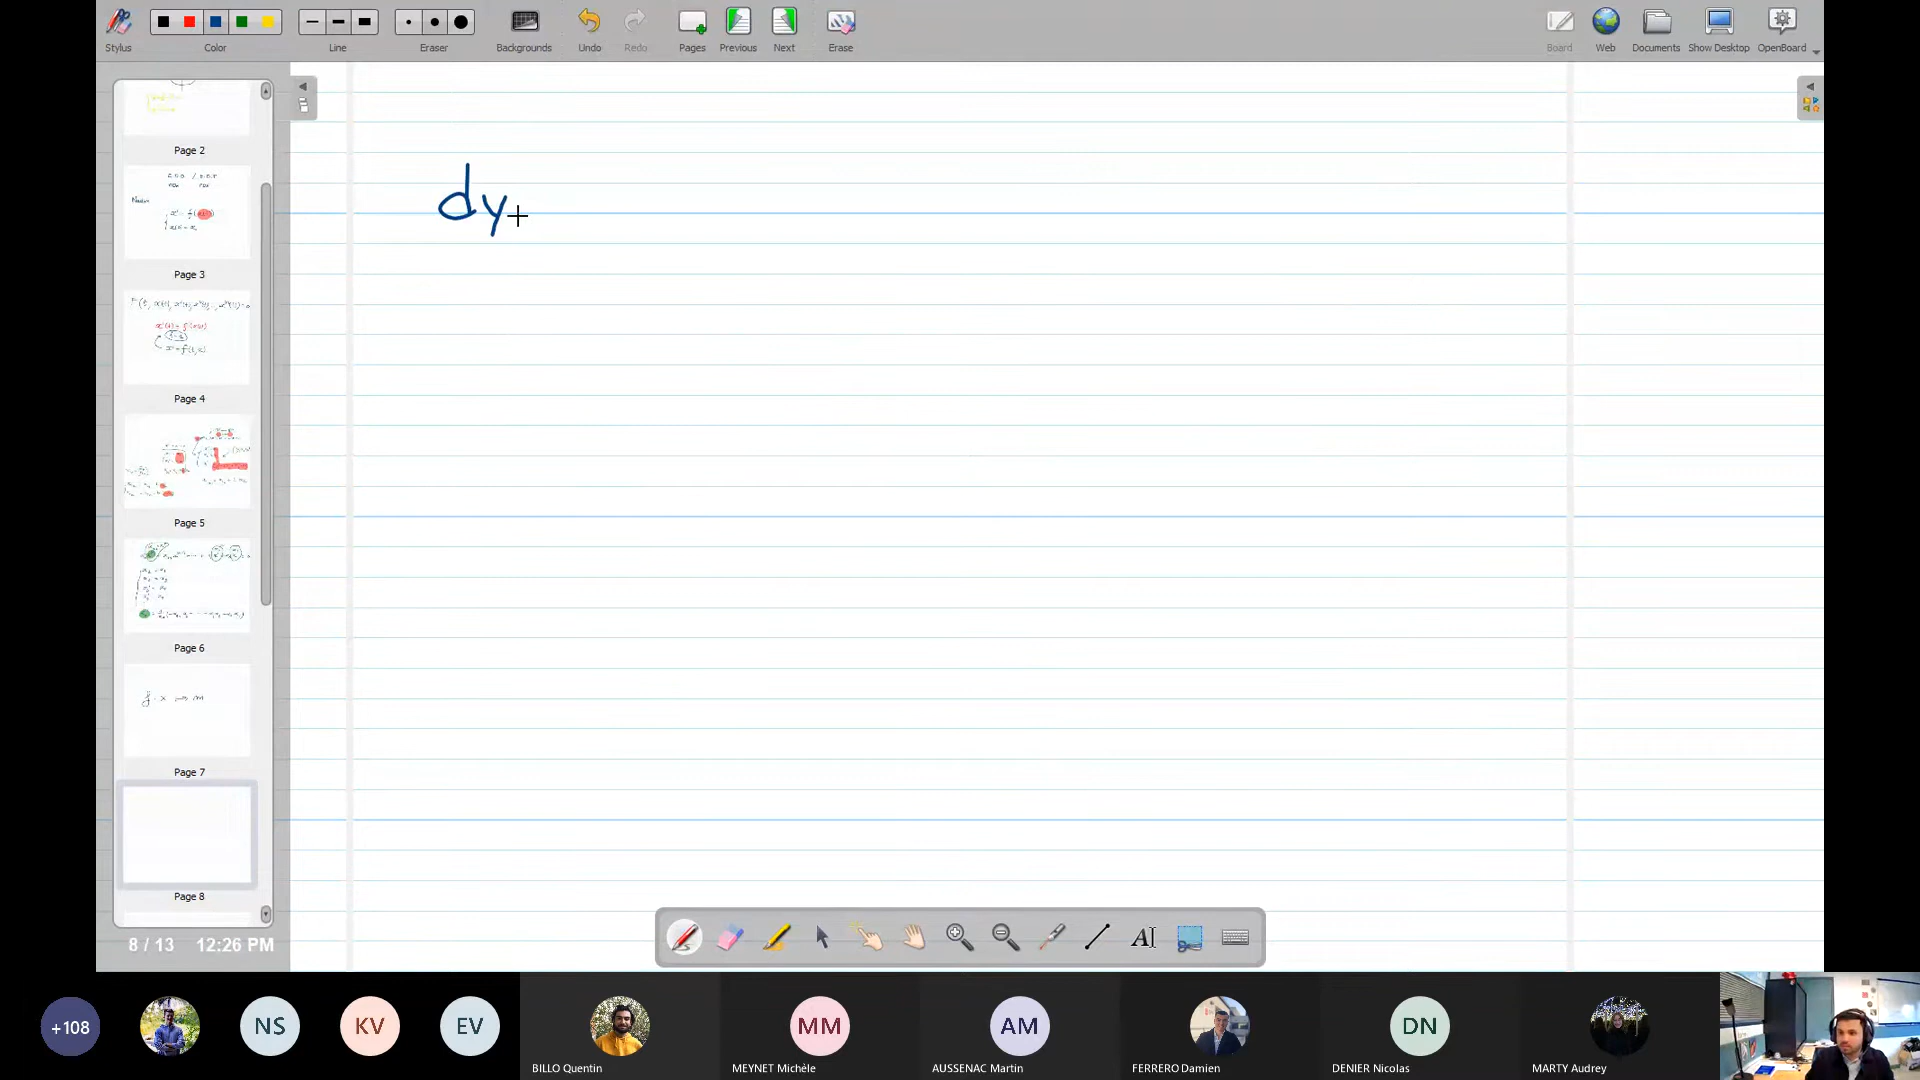 Stylus
Color
Line
Eraser
Backgrounds
Undo
Redo
Pages
Previous
Next
Erase
Board
Web
Documents
Show Desktop
OpenBoard
dy
Page 2
Page 3
Page 4
Page 5
Page 6
Page 7
Page 8
8 / 13 12:26 PM
+108
NS
KV
EV
BILLO Quentin
MM
MEYNET Michèle
AM
AUSSENAC Martin
FERRERO Damien
DN
DENIER Nicolas
MARTY Audrey